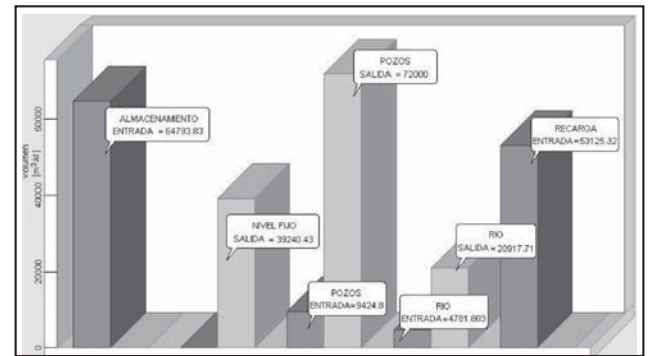 POZOS
SALIDA = 72000
ALMACENAMIENTO
ENTRADA = 64793.83
RECARGA
ENTRADA=53125.32
NIVEL FIJO
SALIDA = 39240.43
RIO
SALIDA = 20917.71
POZOS
ENTRADA=9424.8
RIO
ENTRADA=4781.803
Volumen
[m³/d]
60000
40000
20000
0